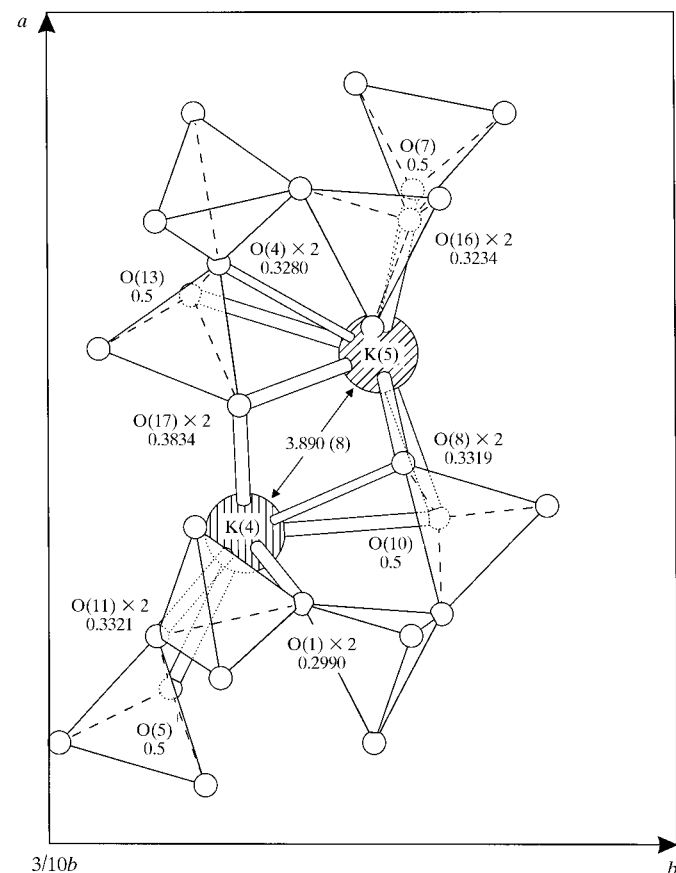 a
O(7)
0.5
O(4) × 2
0.3280
O(16) × 2
0.3234
O(13)
0.5
K(5)
O(17) × 2
0.3834
3.890 (8)
O(8) × 2
0.3319
K(4)
O(10)
0.5
O(11) × 2
0.3321
O(1) × 2
0.2990
O(5)
0.5
3/10b
b